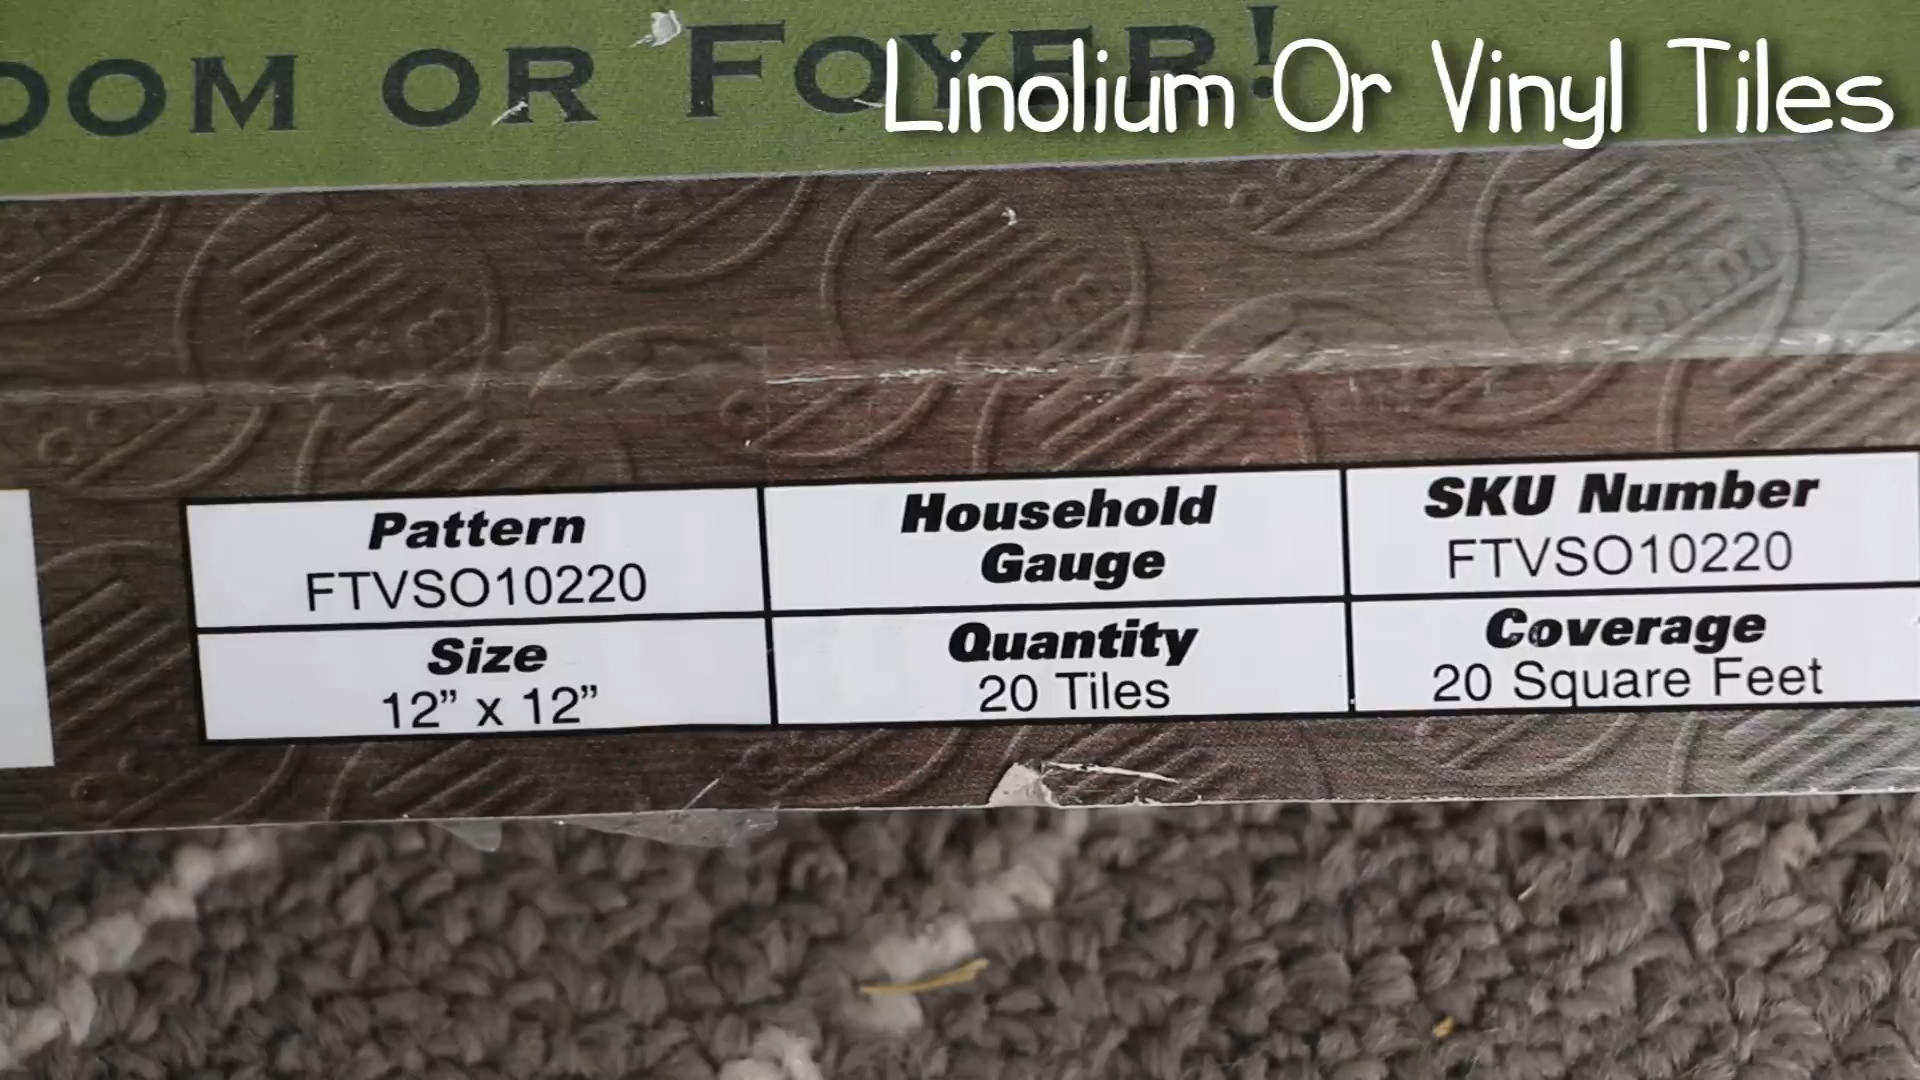 OOM OR FOYER!
Linolium Or Vinyl Tiles
Pattern
FTVSO10220
Household
Gauge
SKU Number
FTVSO10220
Size
12” x 12”
Quantity
20 Tiles
Coverage
20 Square Feet